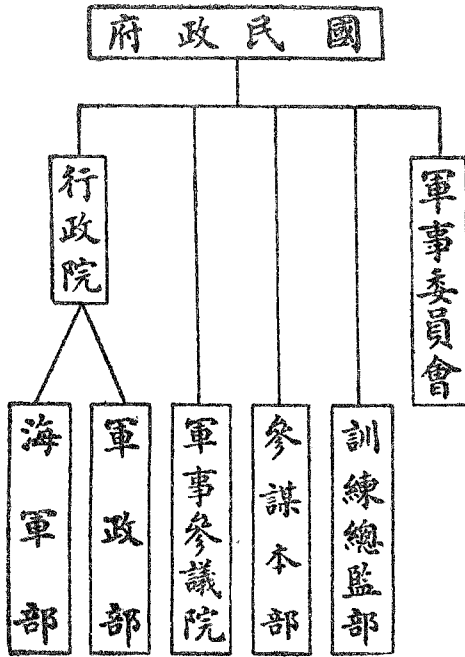 國民政府
軍事委員會
行政院
訓練總監部
參謀本部
軍事參議院
軍政部
海軍部